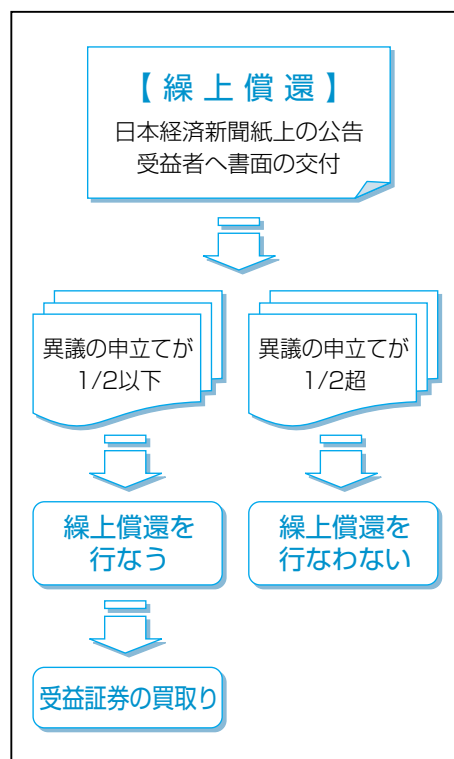 【繰上償還】
日本経済新聞紙上の公告
受益者へ書面の交付
異議の申立てが
1/2以下
異議の申立てが
1/2超
繰上償還を
行なう
繰上償還を
行なわない
受益証券の買取り